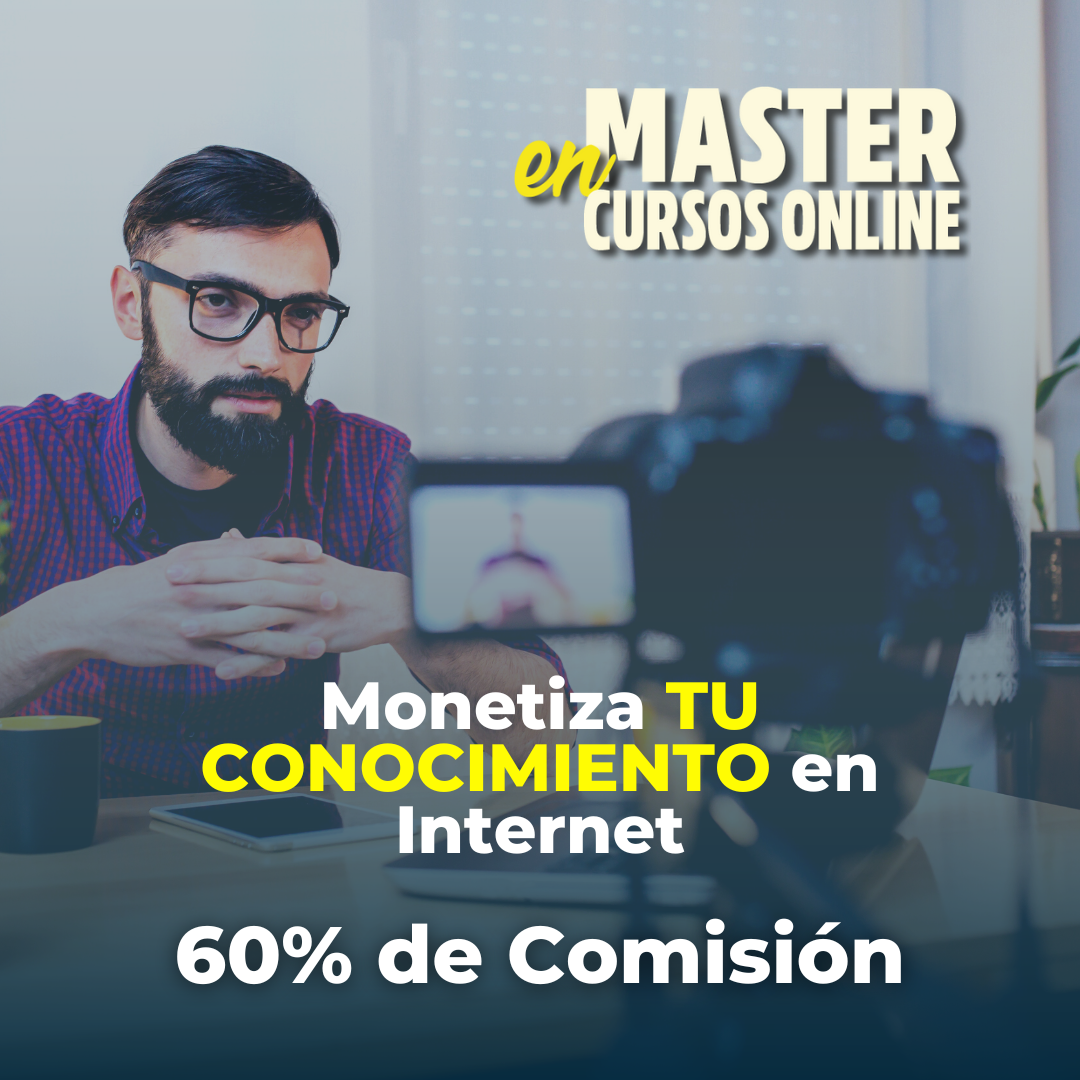 MASTER
en CURSOS ONLINE
Monetiza TU
CONOCIMIENTO en
Internet
60% de Comisión